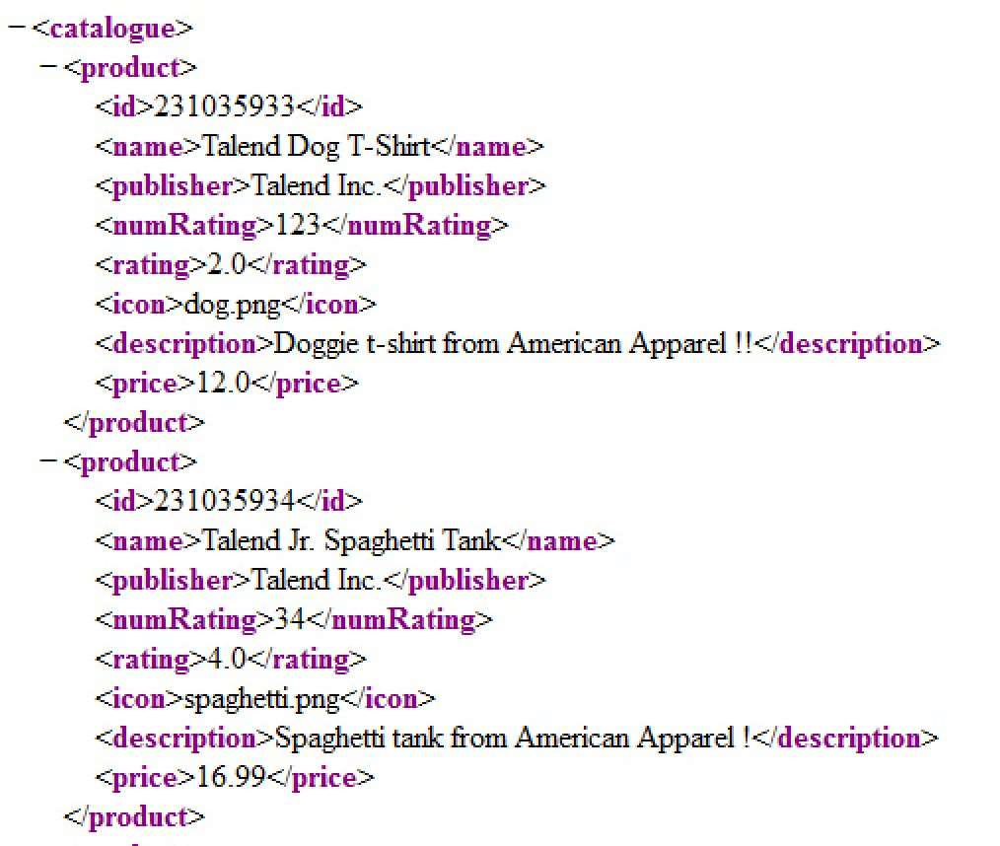 −<catalogue>
−<product>
<id>231035933</id>
<name>Talend Dog T-Shirt</name>
<publisher>Talend Inc.</publisher>
<numRating>123</numRating>
<rating>2.0</rating>
<icon>dog.png</icon>
<description>Doggie t-shirt from American Apparel !!</description>
<price>12.0</price>
</product>
−<product>
<id>231035934</id>
<name>Talend Jr. Spaghetti Tank</name>
<publisher>Talend Inc.</publisher>
<numRating>34</numRating>
<rating>4.0</rating>
<icon>spaghetti.png</icon>
<description>Spaghetti tank from American Apparel !</description>
<price>16.99</price>
</product>